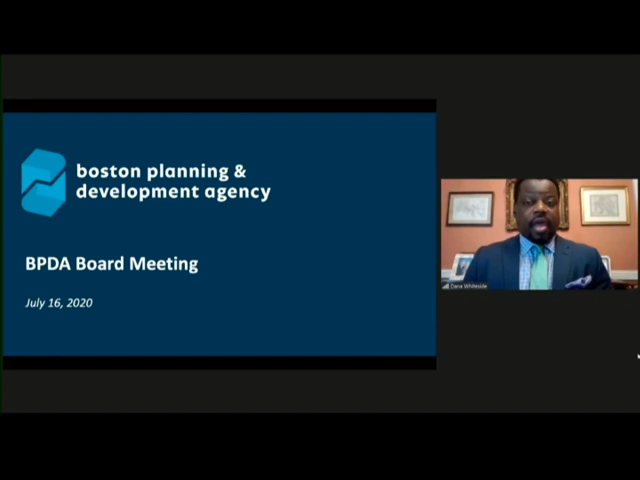 boston planning &
development agency
BPDA Board Meeting
July 16, 2020
Dana Whiteside